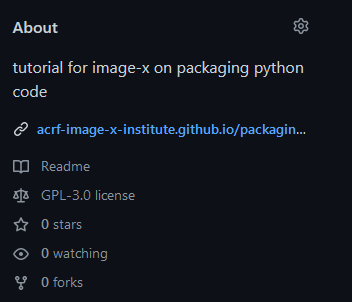 About
tutorial for image-x on packaging python
code
acrf-image-x-institute.github.io/packagin...
Readme
GPL-3.0 license
0 stars
0 watching
0 forks